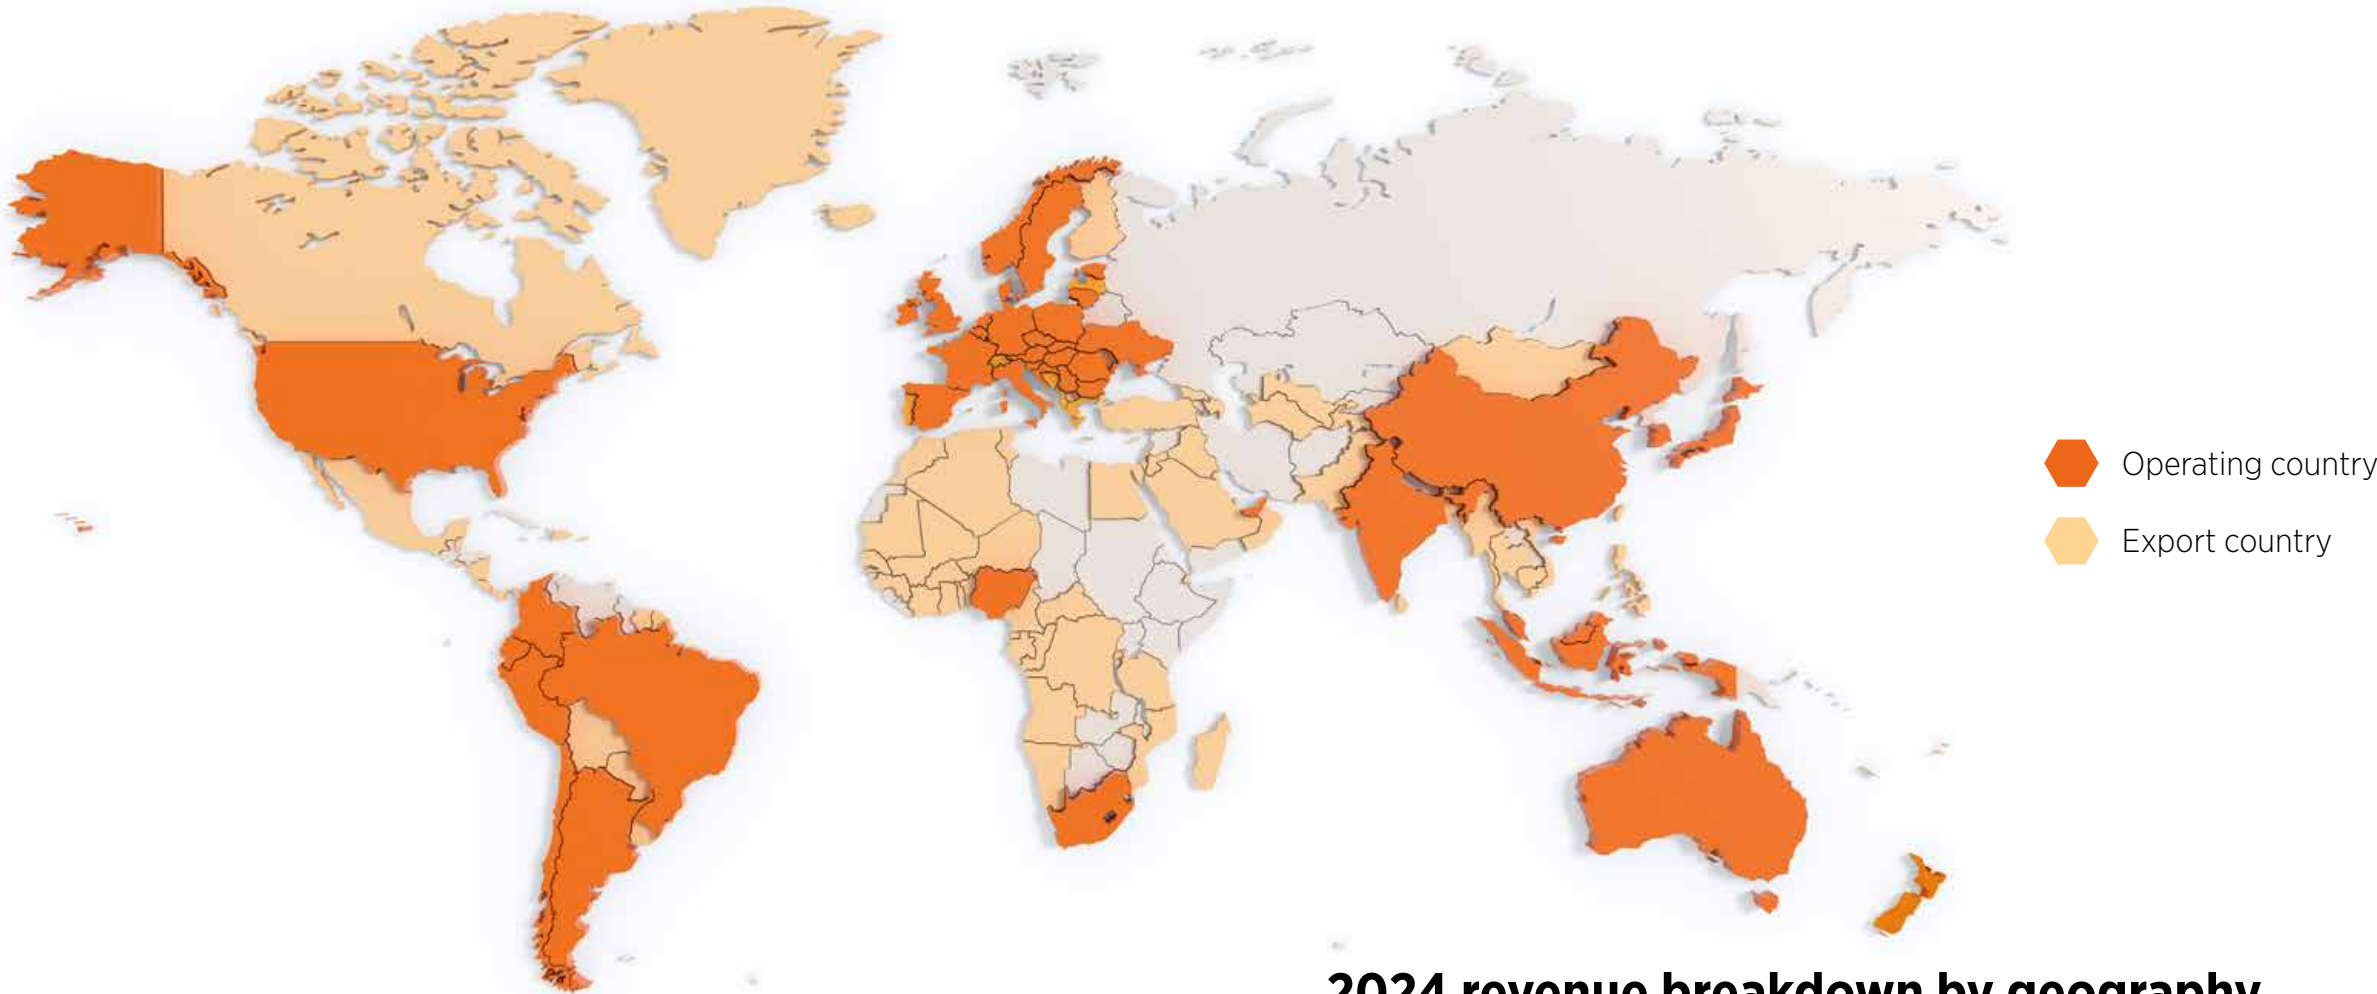 Operating country
Export country
2024 revenue breakdown by geography